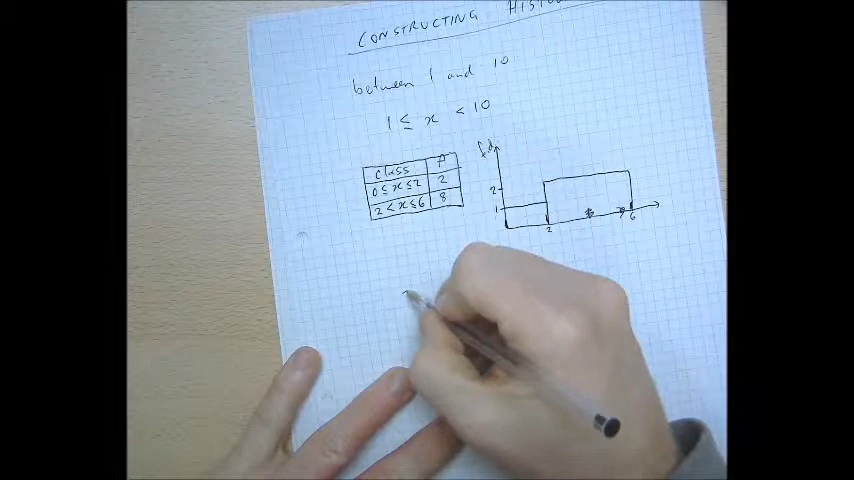 CONSTRUCTING
between 1 and 10
1 ≤ x < 10
class f
0 ≤ x ≤ 2 2
2 < x ≤ 6 8
fd
2
1
2
6